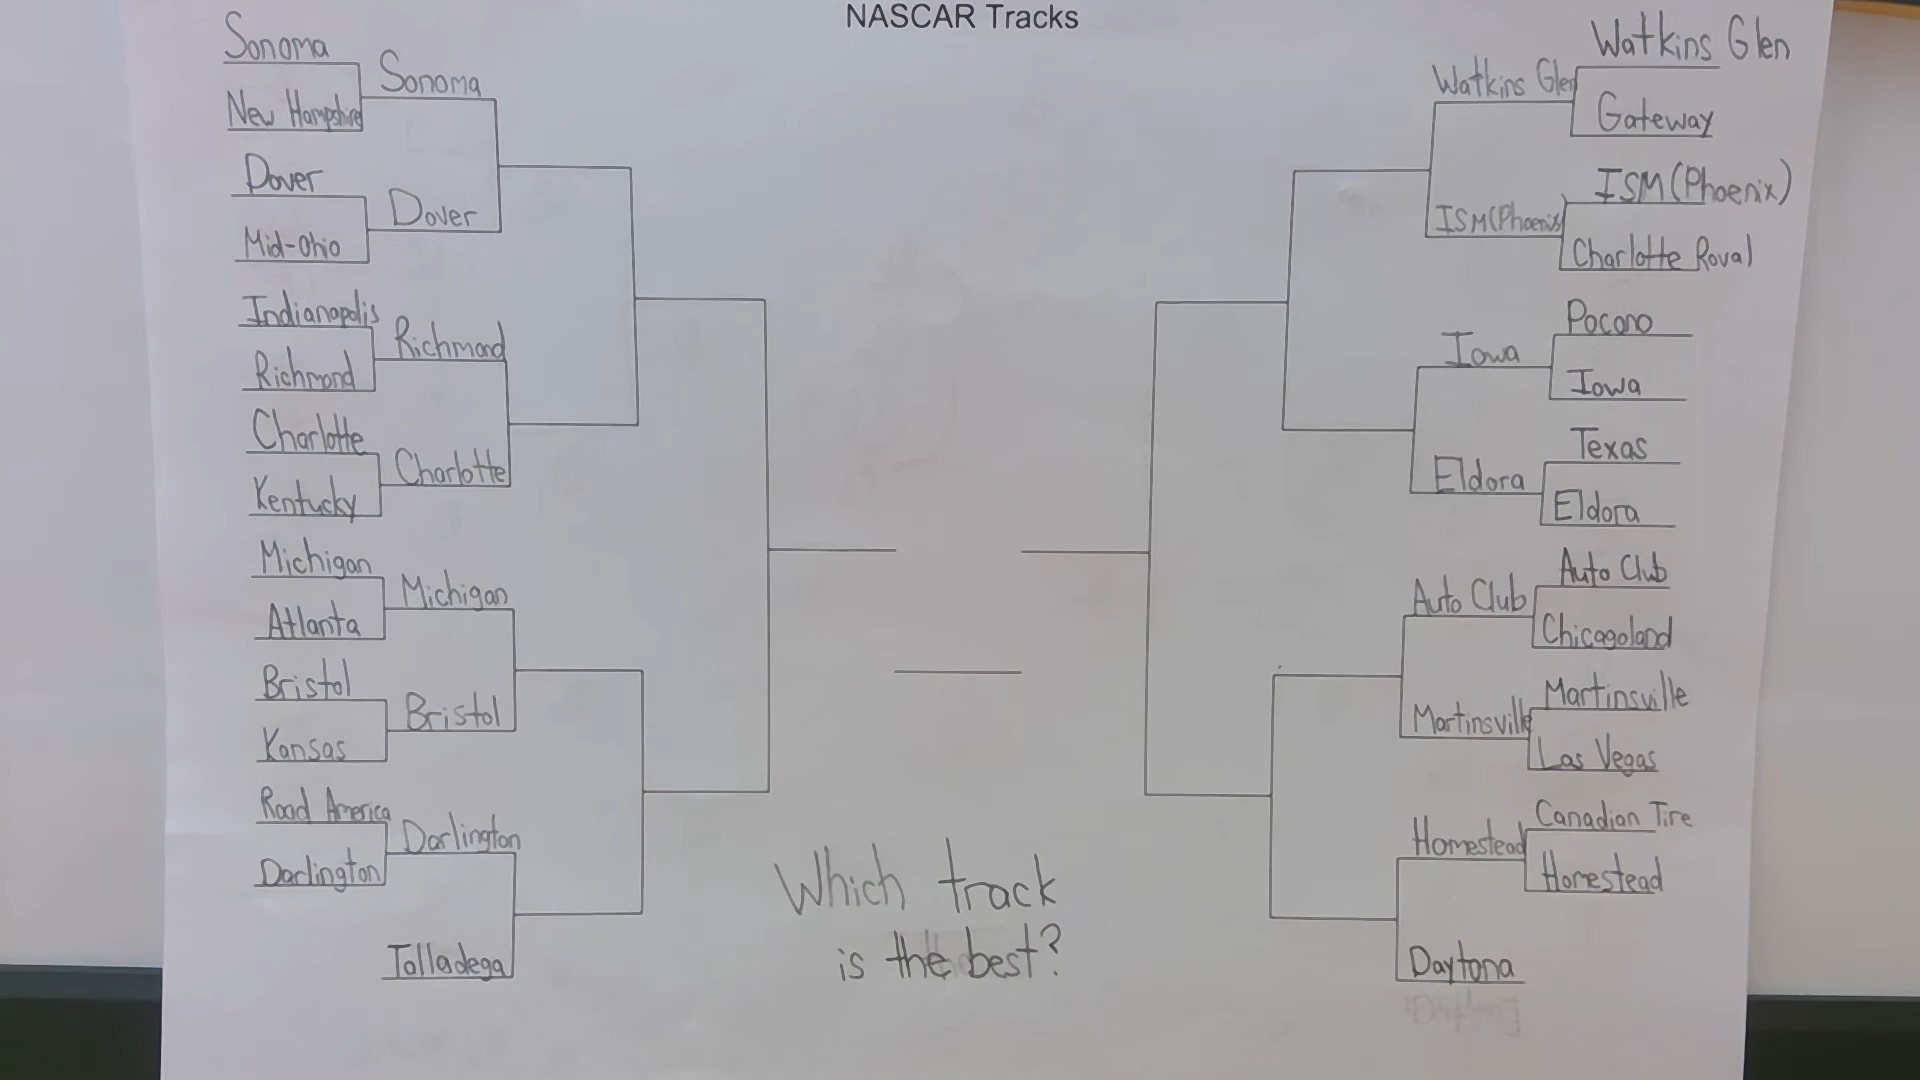 NASCAR Tracks
Sonoma
New Hampshire
Dover
Mid-Ohio
Indianapolis
Richmond
Charlotte
Kentucky
Michigan
Atlanta
Bristol
Kansas
Road America
Darlington
Sonoma
Dover
Richmond
Charlotte
Michigan
Bristol
Darlington
Talladega
Which track
is the best?
Watkins Glen
ISM(Phoenix)
Iowa
Eldora
Auto Club
Martinsville
Homestead
Daytona
Watkins Glen
Gateway
ISM(Phoenix)
Charlotte Roval
Pocono
Iowa
Texas
Eldora
Auto Club
Chicagoland
Martinsville
Las Vegas
Canadian Tire
Homestead